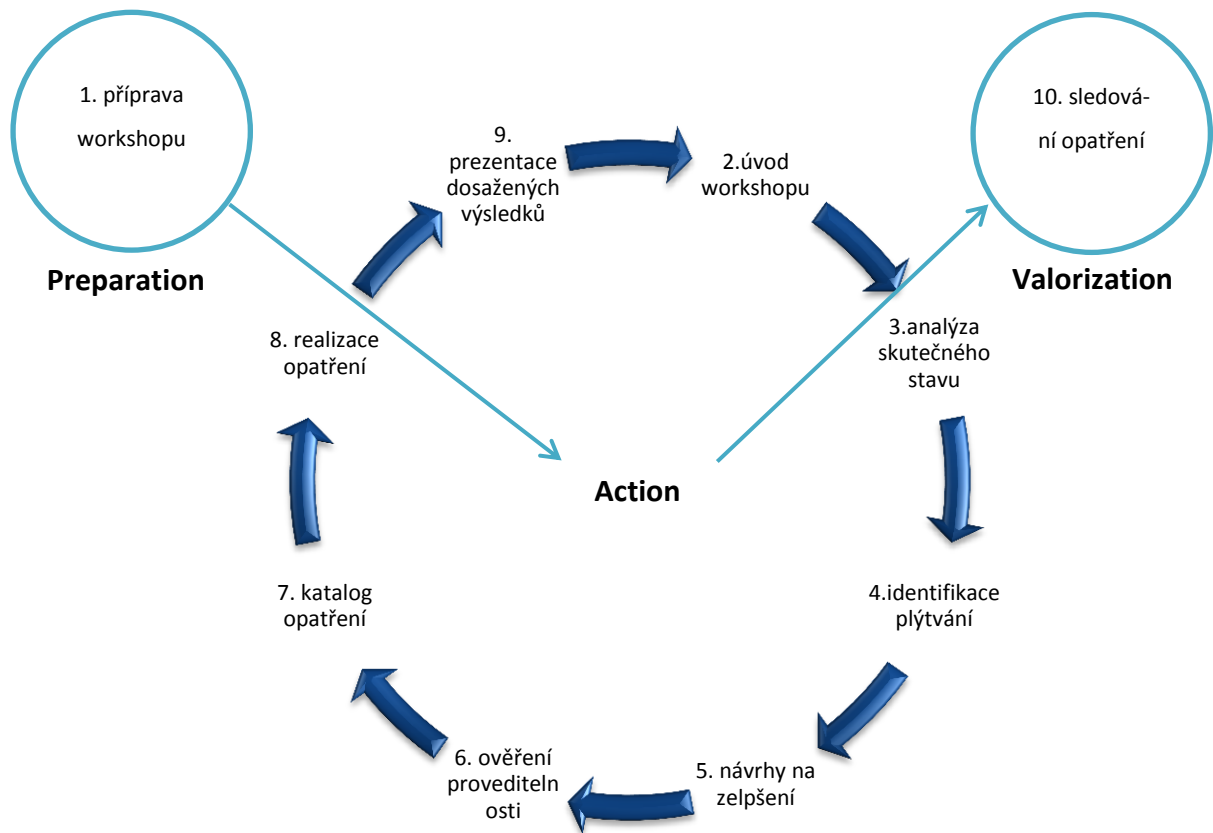 1. příprava
workshopu
Preparation
10. sledová-
ní opatření
Valorization
Action
2.úvod
workshopu
3.analýza
skutečného
stavu
4.identifikace
plýtvání
5. návrhy na
zelpšení
6. ověření
provediteln
osti
7. katalog
opatření
8. realizace
opatření
9.
prezentace
dosažených
výsledků